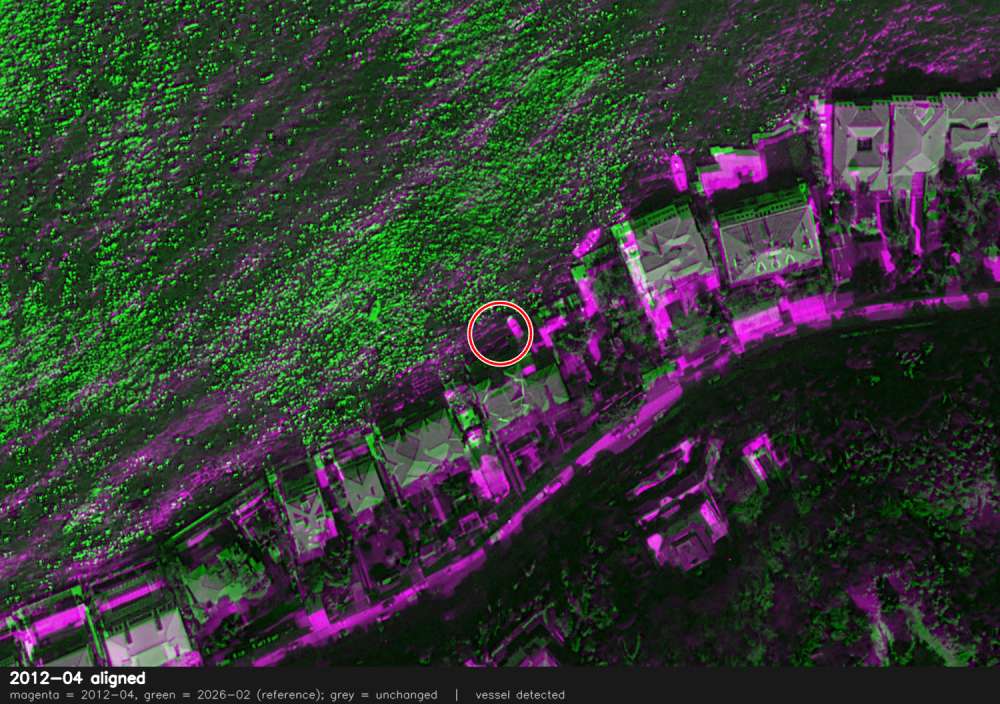 2012-04 aligned
magenta = 2012-04, green = 2026-02 (reference); grey = unchanged | vessel detected